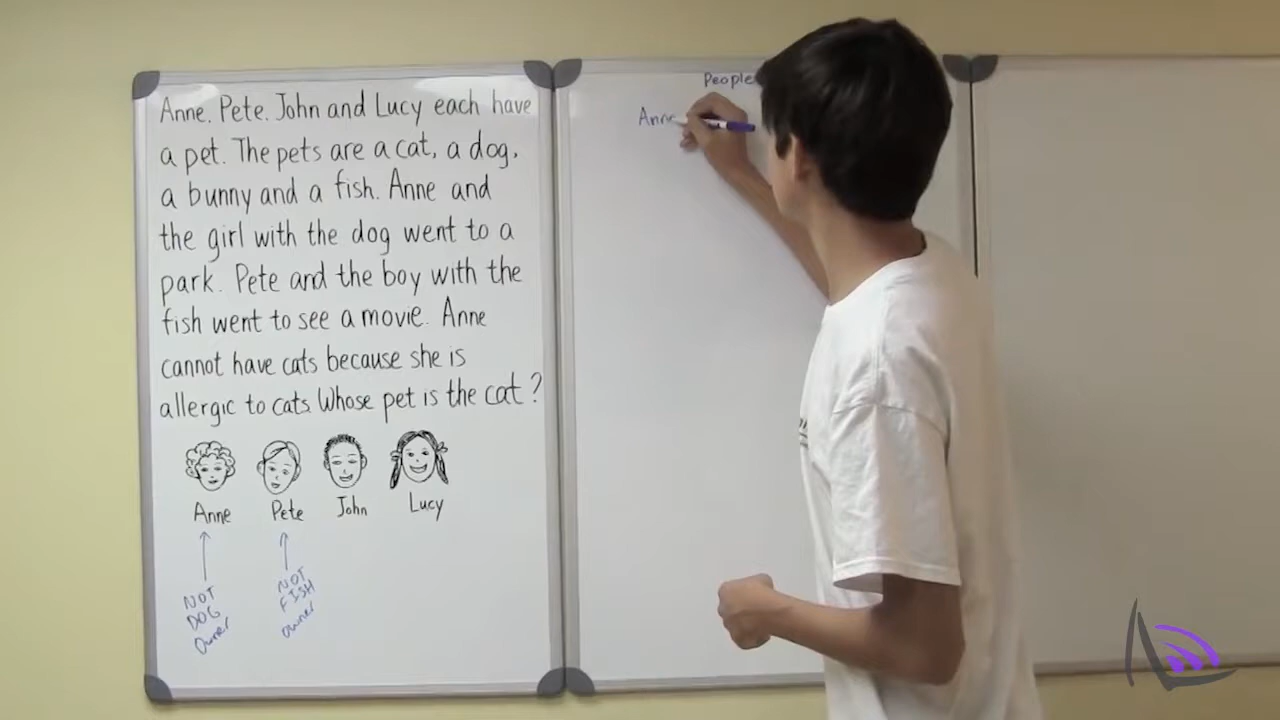 Anne, Pete, John and Lucy each have
a pet. The pets are a cat, a dog,
a bunny and a fish. Anne and
the girl with the dog went to a
park. Pete and the boy with the
fish went to see a movie. Anne
cannot have cats because she is
allergic to cats. Whose pet is the cat?
Anne Pete John Lucy
NOT
DOG
Owner
NOT
FISH
Owner
People
Anne